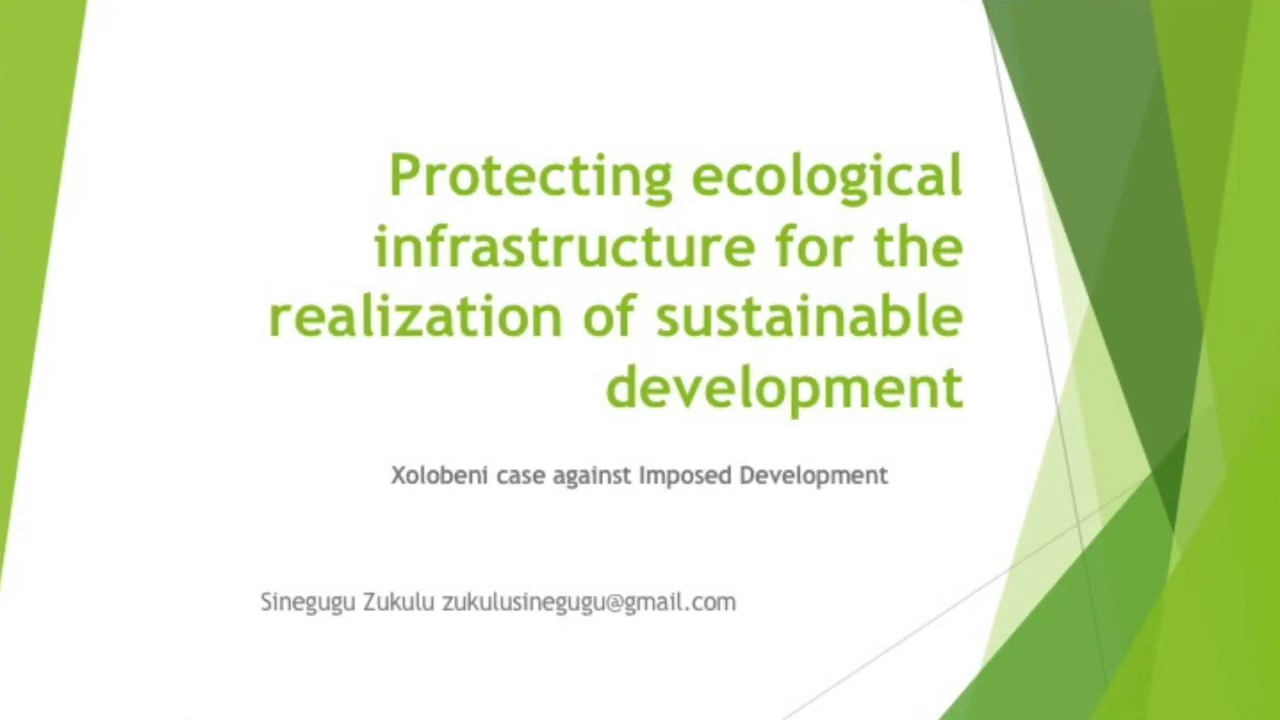 Protecting ecological
infrastructure for the
realization of sustainable
development
Xolobeni case against Imposed Development
Sinegugu Zukulu zukulusinegugu@gmail.com